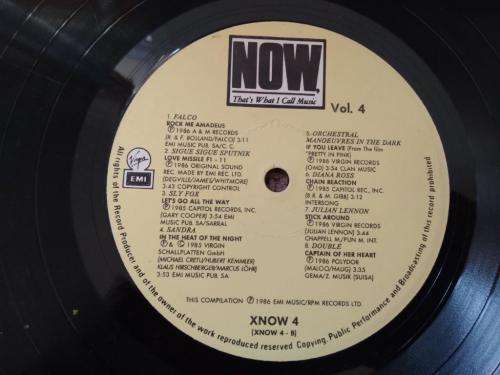 NOW
That's What I Call Music
Vol. 4
1. FALCO
ROCK ME AMADEUS
Ⓟ 1986 A & M RECORDS
(R. & F. BOLLAND/FALCO) 3:11
EMI MUSIC PUB. SA/C. C.
2. SIGUE SIGUE SPUTNIK
LOVE MISSILE F1 - 11
Ⓟ 1986 ORIGINAL SOUND
REC. MADE BY EMI REC. LTD.
(DEGVILLE/JAMES/WHITMORE)
3:43 COPYRIGHT CONTROL
3. SLY FOX
LET'S GO ALL THE WAY
Ⓟ 1985 CAPITOL RECORDS, INC.
(GARY COOPER) 3:54 EMI
MUSIC PUB. SA/SARRAL
4. SANDRA
IN THE HEAT OF THE NIGHT
Ⓟ & © 1985 VIRGIN
SCHALLPLATTEN GmbH
(MICHAEL CRETU/HUBERT KEMMLER/
KLAUS HIRSCHBERGER/MARKUS LÖHR)
3:53 EMI MUSIC PUB. SA
5. ORCHESTRAL
MANOEUVRES IN THE DARK
IF YOU LEAVE (From The film
"PRETTY IN PINK")
Ⓟ 1986 VIRGIN RECORDS
(OMD) 3:54 CLAN MUSIC
6. DIANA ROSS
CHAIN REACTION
Ⓟ 1985 CAPITOL REC., INC.
(B. A. & M. GIBB) 3:12
INTERSONG
7. JULIAN LENNON
STICK AROUND
Ⓟ 1986 VIRGIN RECORDS
(JULIAN LENNON) 3:44
CHAPPELL M./PUN M. INT.
8. DOUBLE
CAPTAIN OF HER HEART
Ⓟ 1986 POLYDOR
(MALOO/HAUG) 3:35
GEMA/Z. MUSIK (SUISA)
Virgin
EMI
THIS COMPILATION Ⓟ 1986 EMI MUSIC/RPM RECORDS LTD.
XNOW 4
(XNOW 4 - B)
All rights of the Record Producer and of the owner of the work reproduced reserved. Copying, Public Performance and Broadcasting of this Record